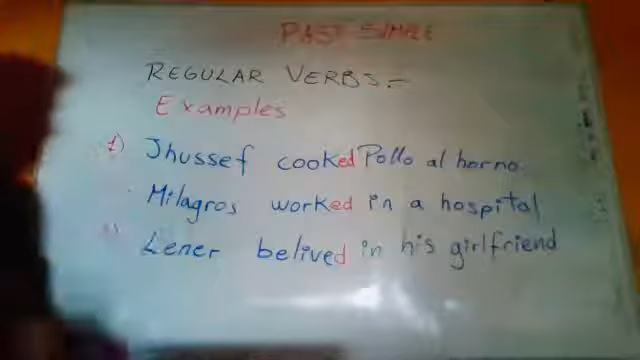 PAST SIMPLE
REGULAR VERBS.-
Examples
1) Jhussef cooked Pollo al horno.
Milagros worked in a hospital
Lener belived in his girlfriend